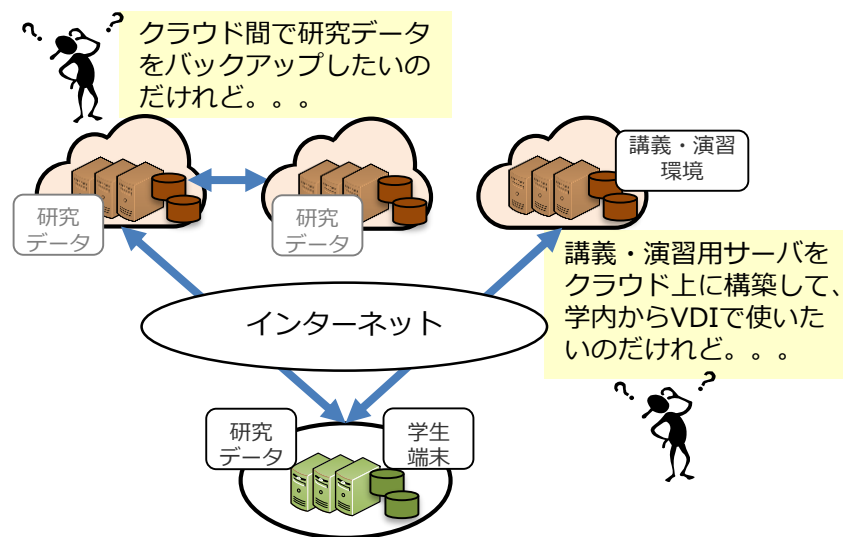 ?
?
クラウド間で研究データ
をバックアップしたいの
だけれど。。。
講義・演習
環境
研究
データ
研究
データ
講義・演習用サーバを
クラウド上に構築して、
学内からVDIで使いた
いのだけれど。。。
インターネット
?
?
研究
データ
学生
端末